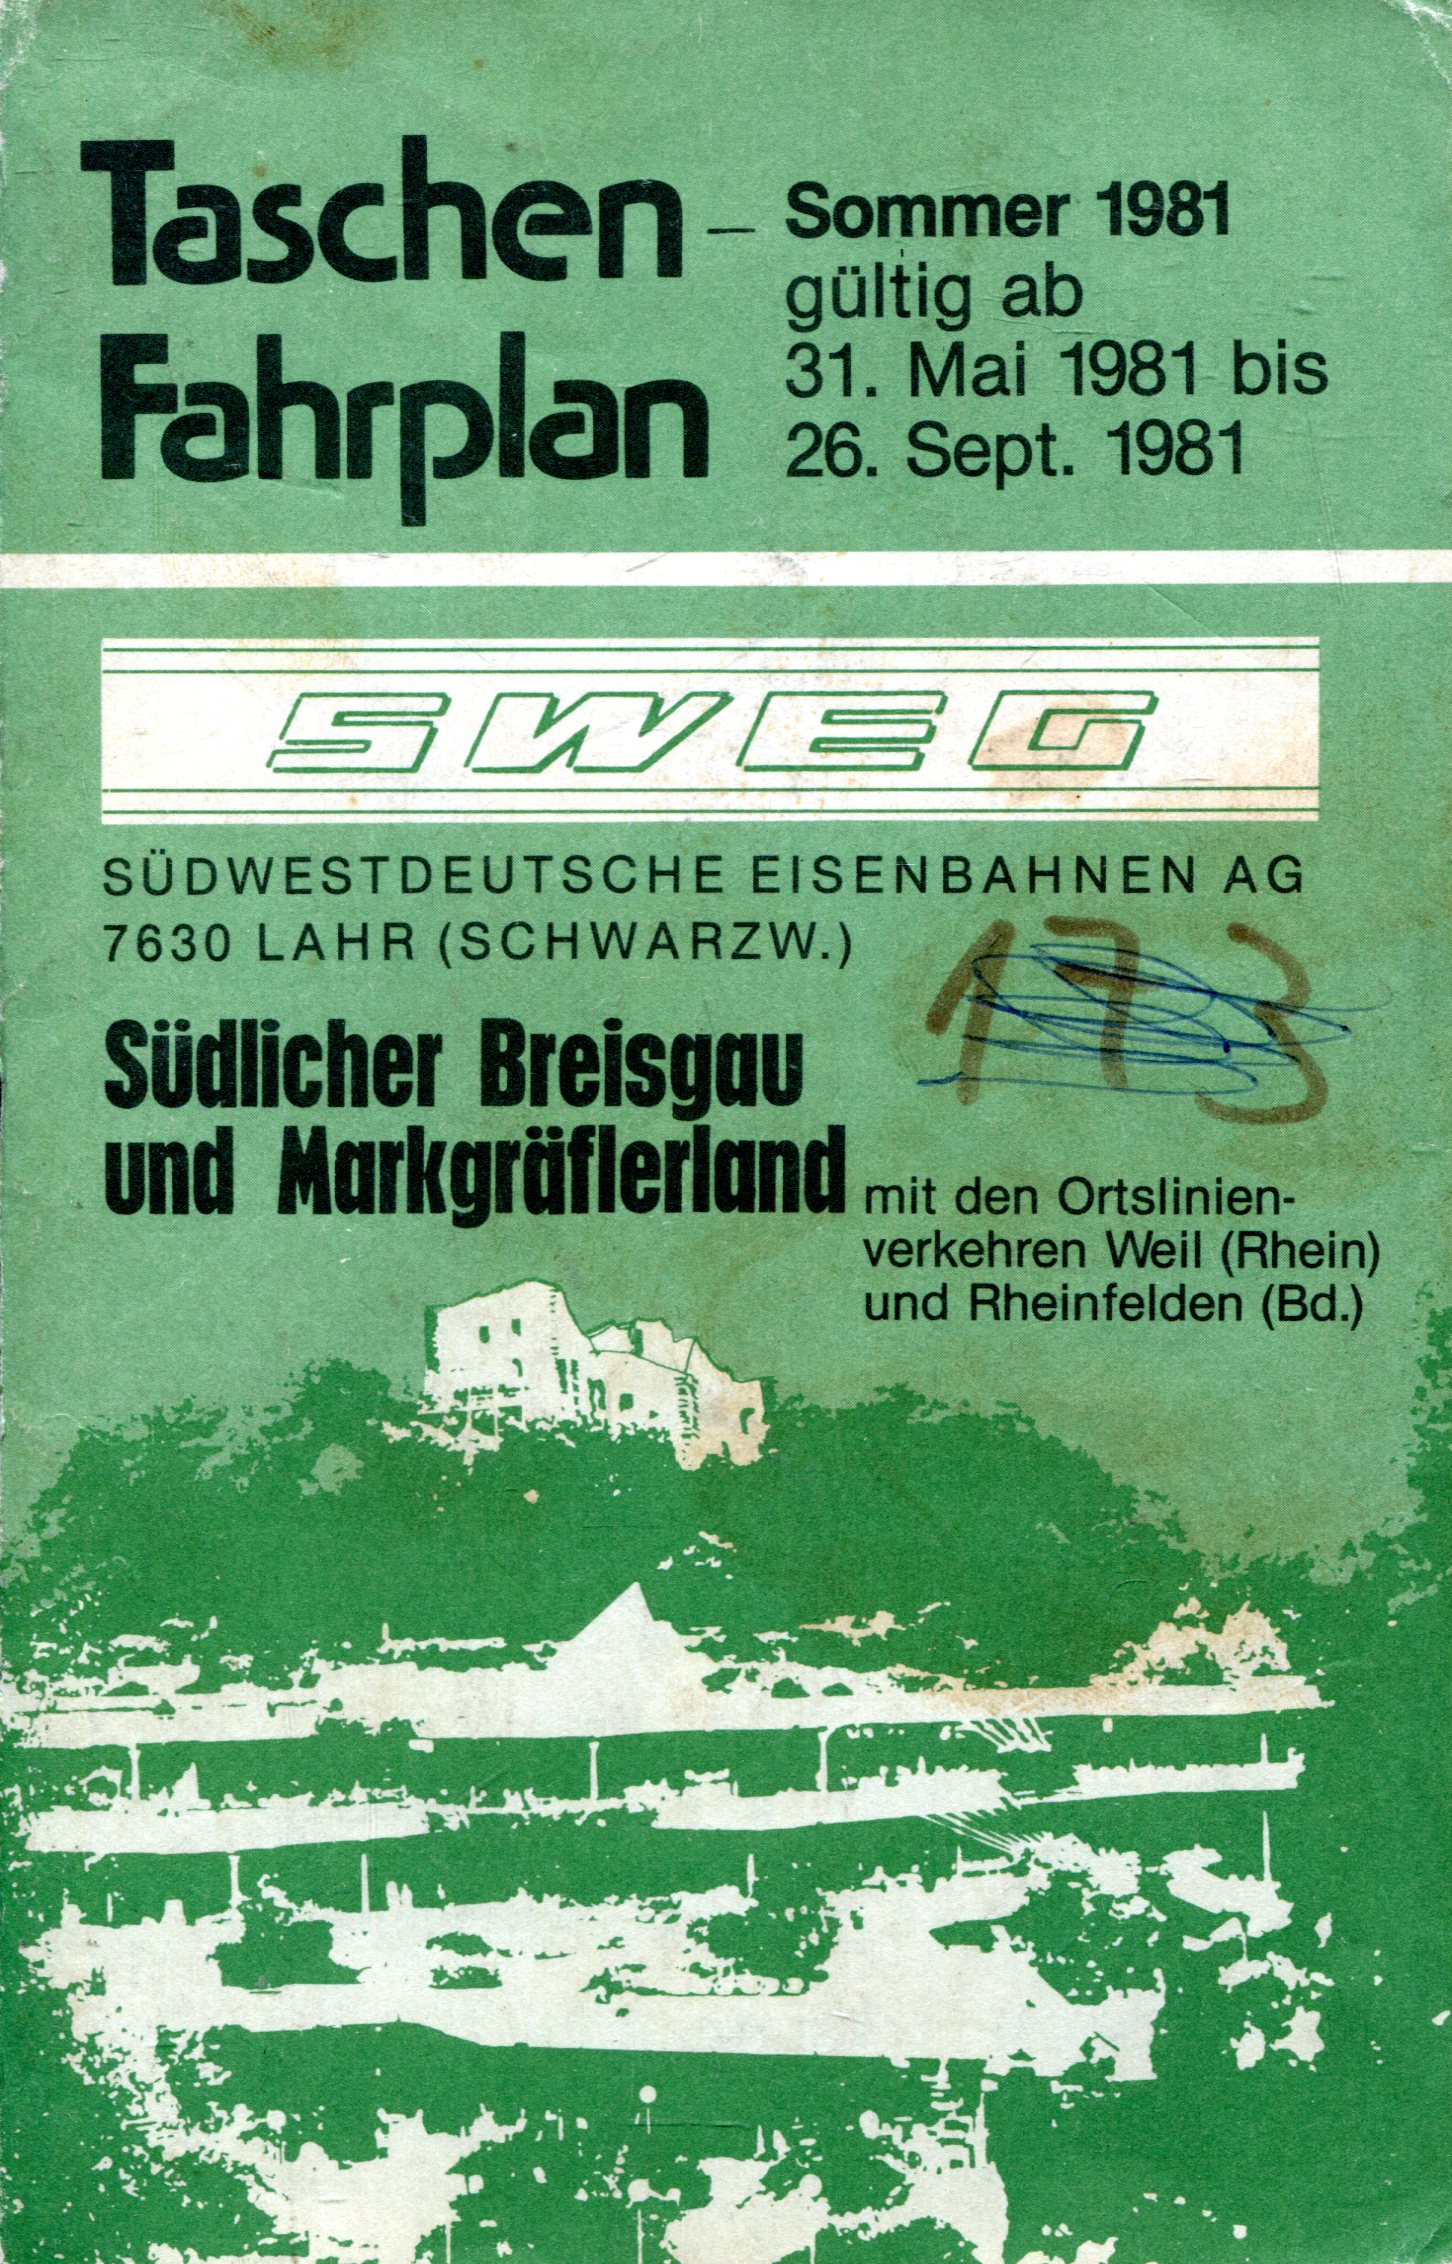 Taschen-
Fahrplan
Sommer 1981
gültig ab
31. Mai 1981 bis
26. Sept. 1981
SWEG
SÜDWESTDEUTSCHE EISENBAHNEN AG
7630 LAHR (SCHWARZW.)
173
Südlicher Breisgau
und Markgräflerland
mit den Ortslinien-
verkehren Weil (Rhein)
und Rheinfelden (Bd.)